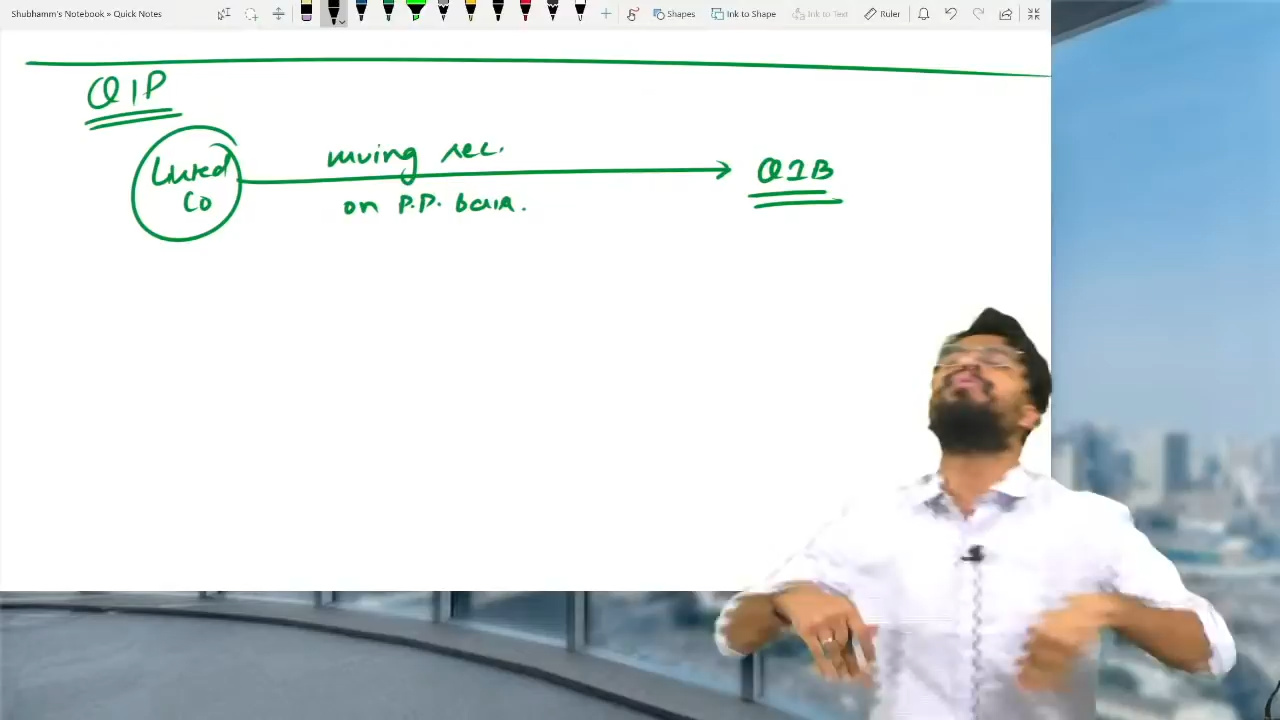 Shubhamm's Notebook » Quick Notes
Shapes
Ink to Shape
Ink to Text
Ruler
QIP
Listed
Co
issuing sec.
on P.P. basis.
QIB